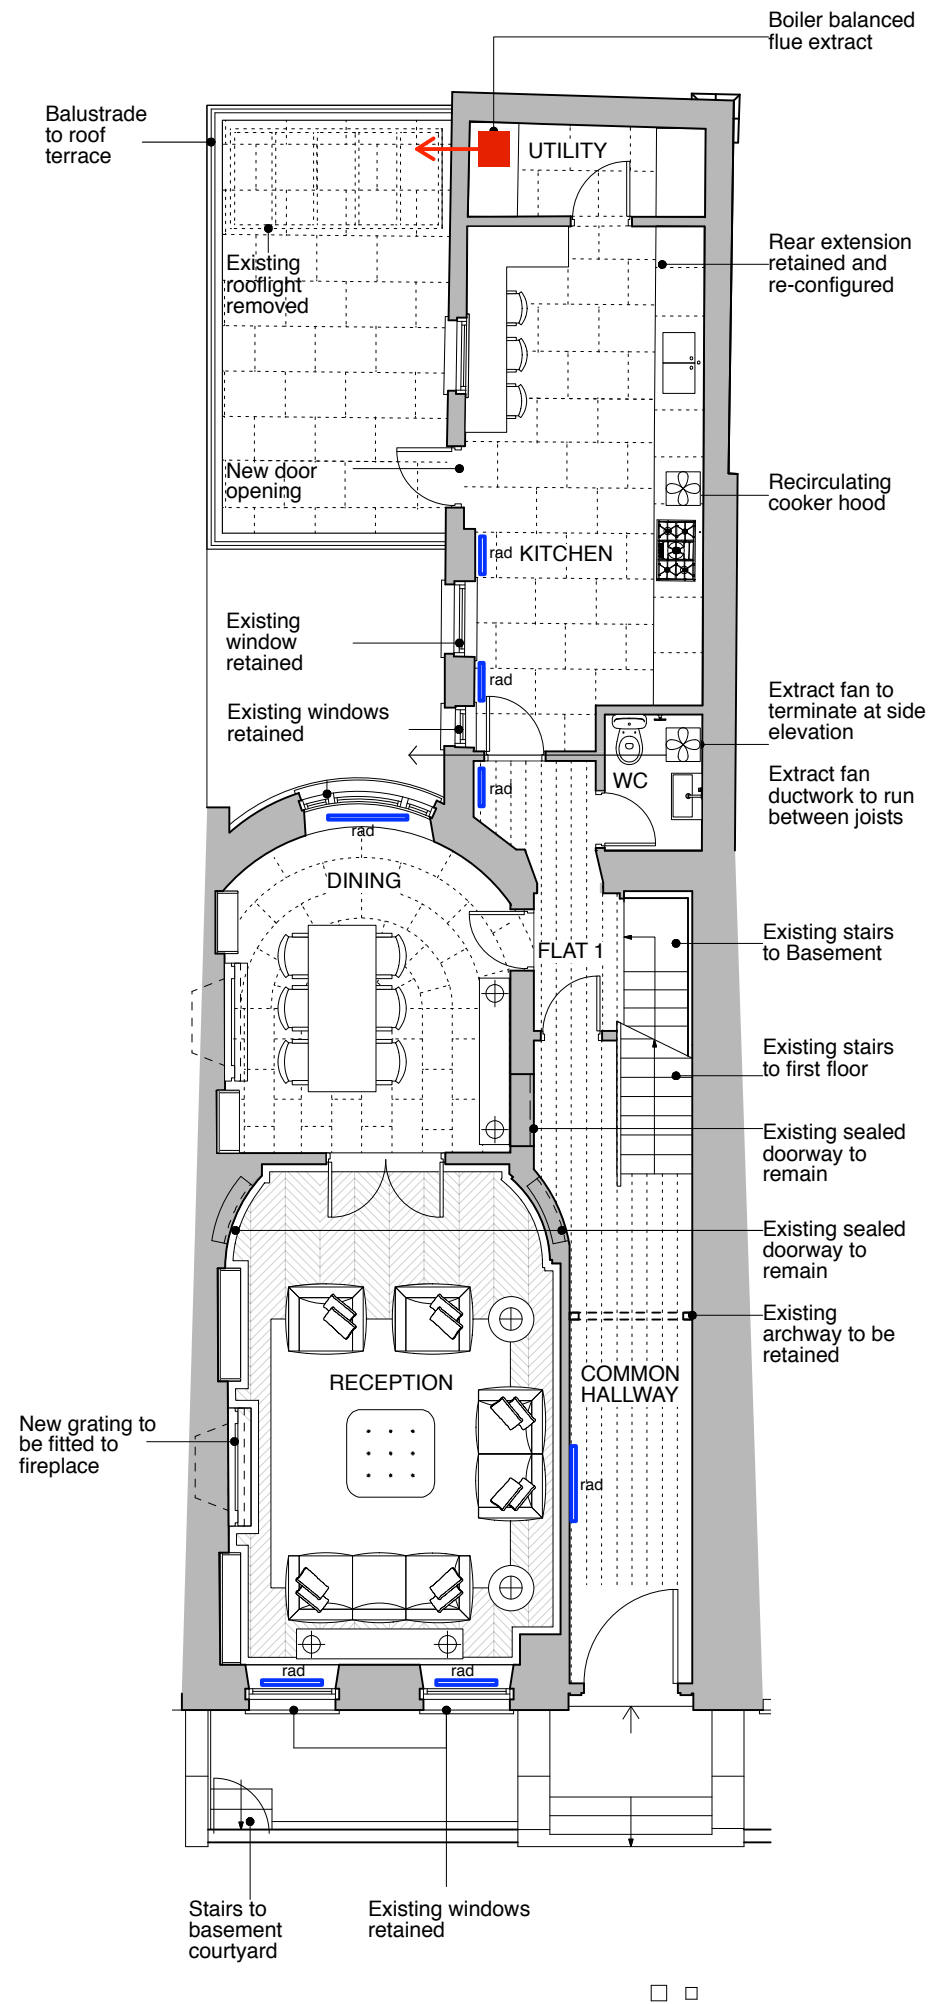 Boiler balanced
flue extract
Balustrade
to roof
terrace
UTILITY
Existing
rooflight
removed
Rear extension
retained and
re-configured
New door
opening
Recirculating
cooker hood
rad
KITCHEN
Existing
window
retained
rad
Existing windows
retained
Extract fan to
terminate at side
elevation
WC
rad
Extract fan
ductwork to run
between joists
rad
DINING
FLAT 1
Existing stairs
to Basement
Existing stairs
to first floor
Existing sealed
doorway to
remain
Existing sealed
doorway to
remain
Existing
archway to be
retained
RECEPTION
COMMON
HALLWAY
New grating to
be fitted to
fireplace
rad
rad
rad
Stairs to
basement
courtyard
Existing windows
retained